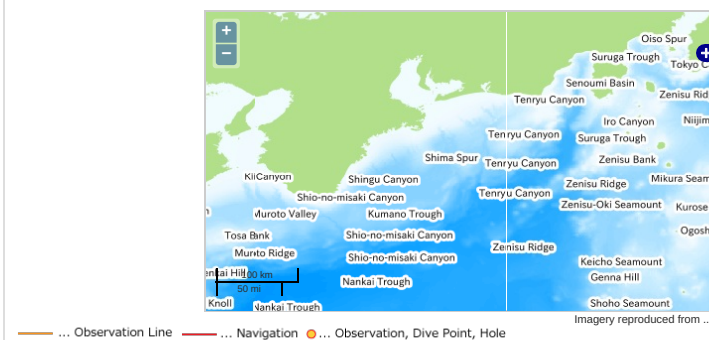 +
−
Oiso Spur
Suruga Trough
Tokyo C
Senoumi Basin
Zenisu Rid
Tenryu Canyon
Iro Canyon
Niijim
Tenryu Canyon
Suruga Trough
Shima Spur
Tenryu Canyon
Zenisu Bank
Kii Canyon
Shingu Canyon
Zenisu Ridge
Mikura Seam
Shio-no-misaki Canyon
Tenryu Canyon
Muroto Valley
Kumano Trough
Zenisu-Oki Seamount
Kurose
Tosa Bank
Shio-no-misaki Canyon
Ogosh
Muroto Ridge
Shio-no-misaki Canyon
Zenisu Ridge
Keicho Seamount
enkai Hill
100 km
Nankai Trough
Genna Hill
50 mi
Knoll
Nankai Trough
Shoho Seamount
Imagery reproduced from ...
... Observation Line
... Navigation
... Observation, Dive Point, Hole